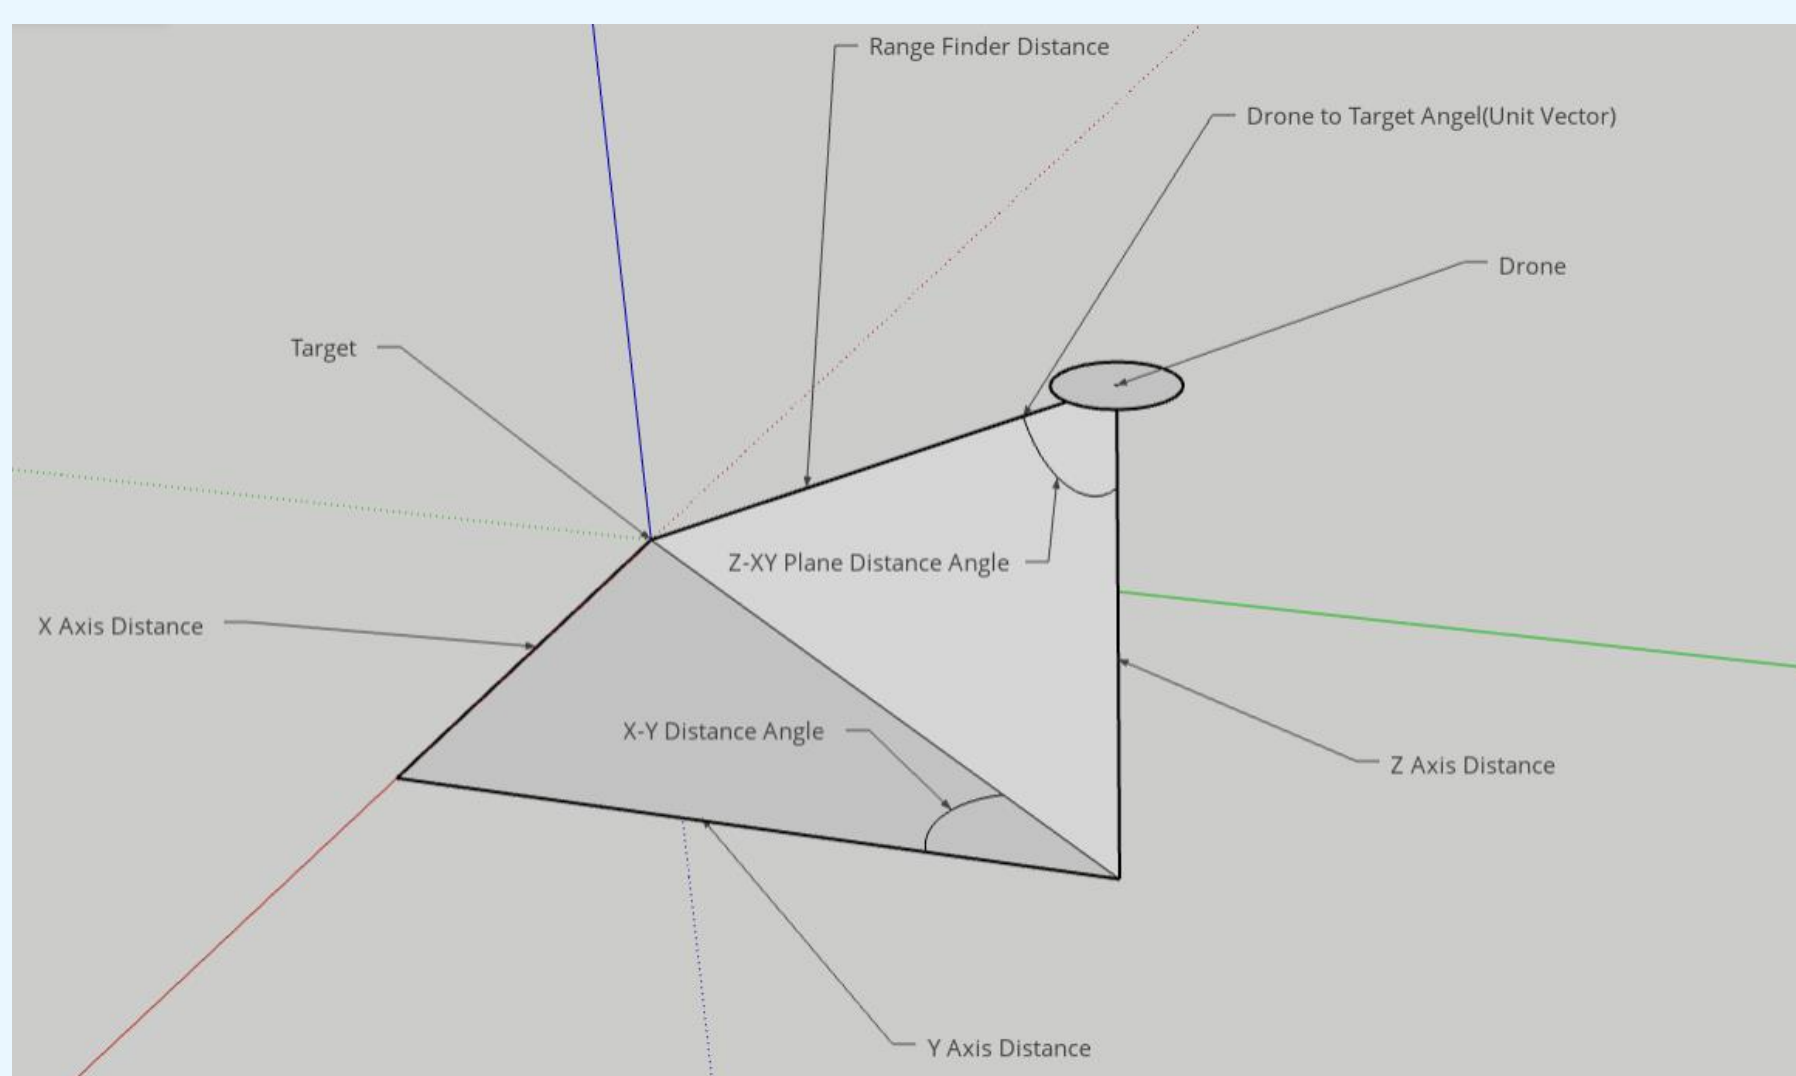 Range Finder Distance
Drone to Target Angel(Unit Vector)
Drone
Target
Z-XY Plane Distance Angle
X Axis Distance
X-Y Distance Angle
Z Axis Distance
Y Axis Distance